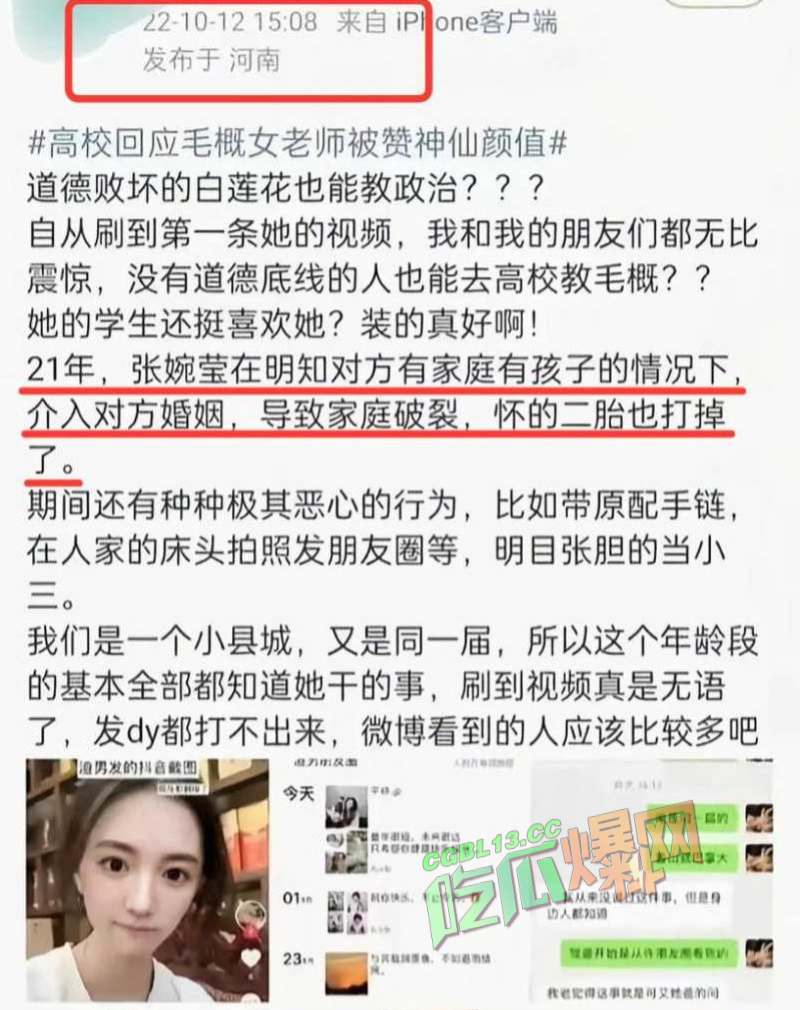 22-10-12 15:08 来自 iPhone客户端
发布于 河南
#高校回应毛概女老师被赞神仙颜值#
道德败坏的白莲花也能教政治？？？
自从刷到第一条她的视频，我和我的朋友们都无比
震惊，没有道德底线的人也能去高校教毛概？？
她的学生还挺喜欢她？装的真好啊！
21年，张婉莹在明知对方有家庭有孩子的情况下，
介入对方婚姻，导致家庭破裂，怀的二胎也打掉
了。
期间还有种种极其恶心的行为，比如带原配手链，
在人家的床头拍照发朋友圈等，明目张胆的当小
三。
我们是一个小县城，又是同一届，所以这个年龄段
的基本全部都知道她干的事，刷到视频真是无语
了，发dy都打不出来，微博看到的人应该比较多吧
渣男发的抖音截图
今天
01
祝你快乐，
23
CGBL13.CC
吃瓜爆料网
一届的
从来没说过这件事，但是身
边人都知道
我老记得这事就是